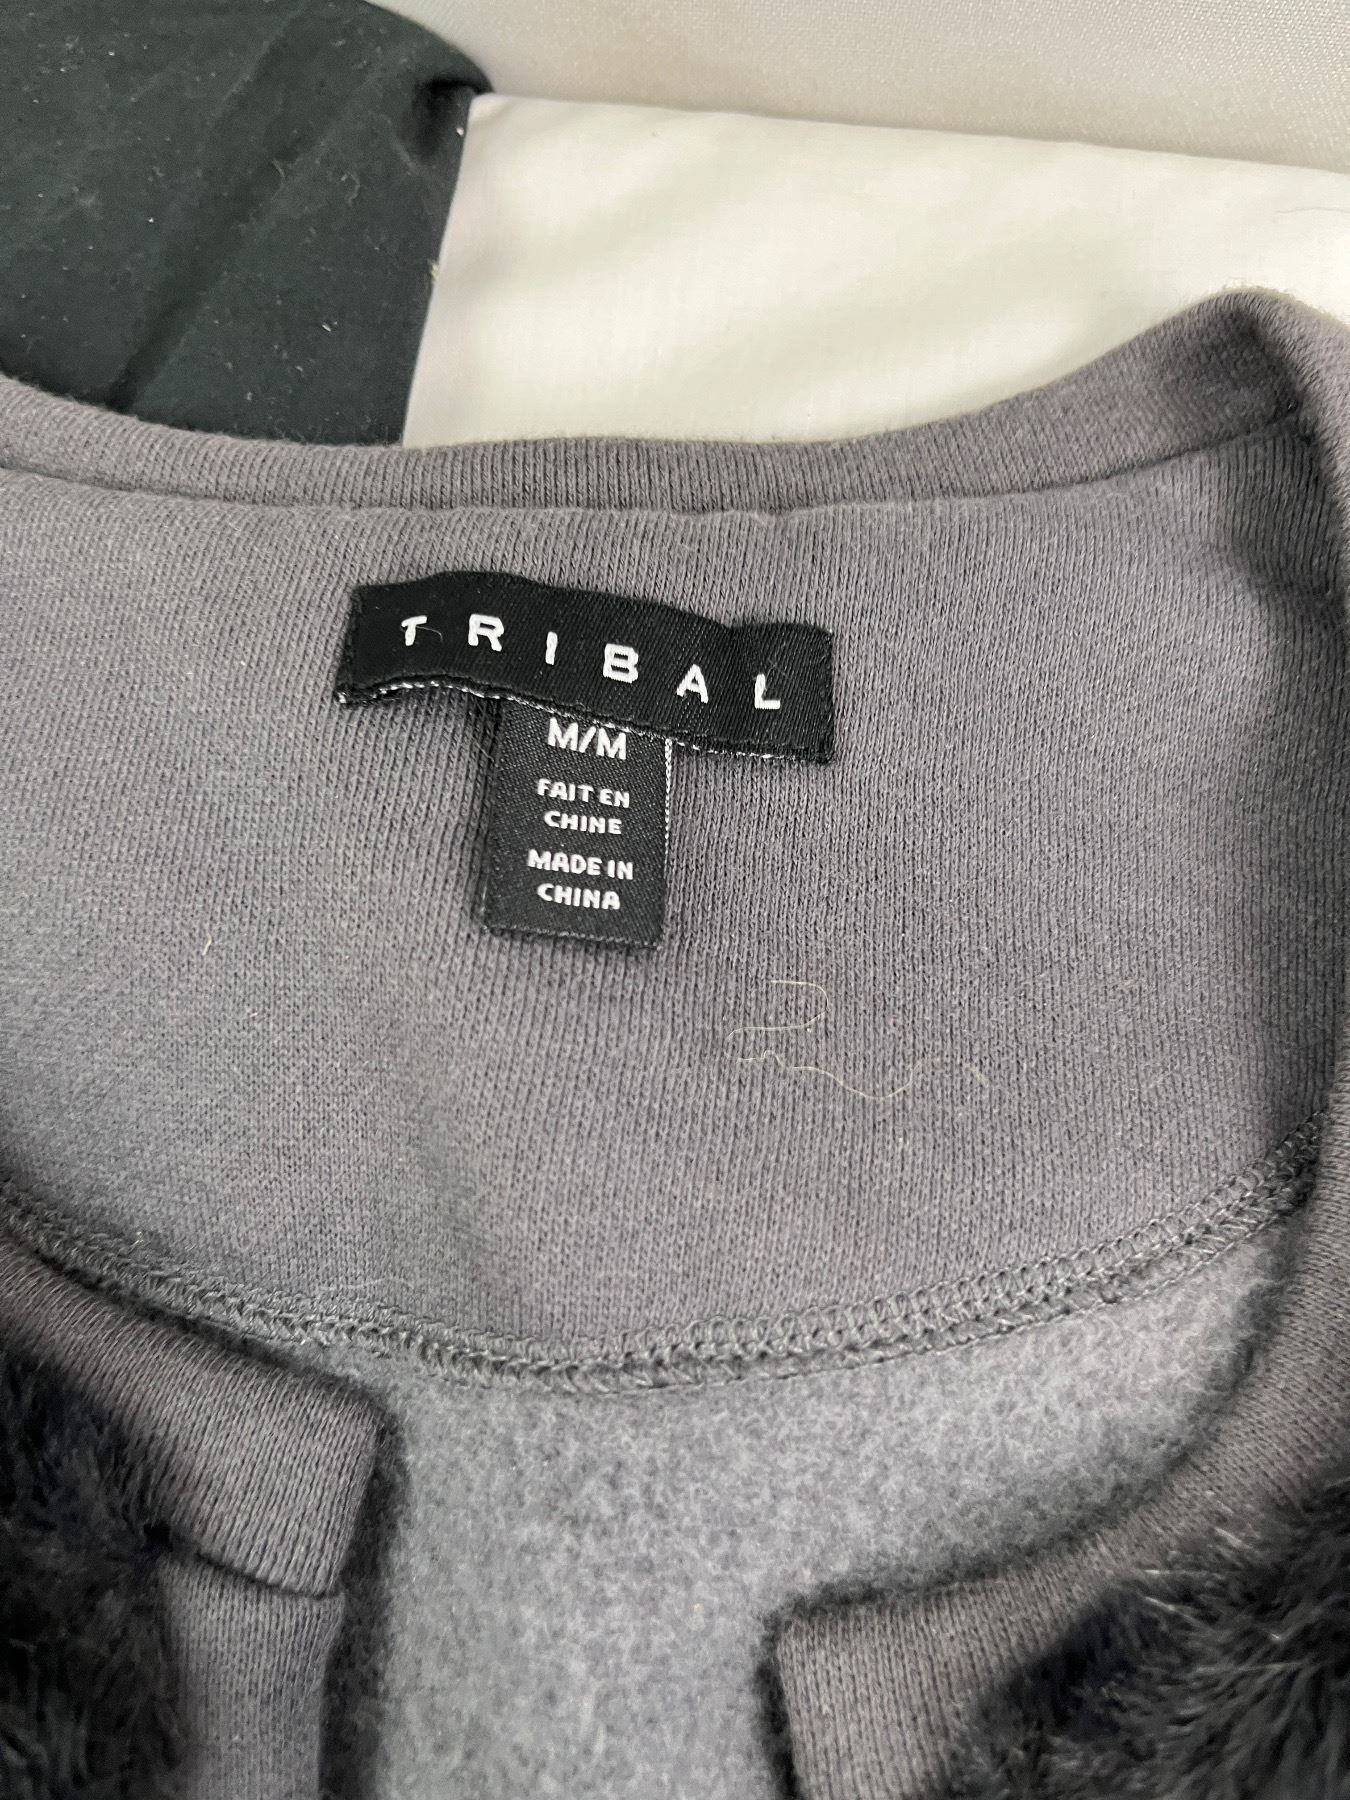 TRIBAL
M/M
FAIT EN
CHINE
MADE IN
CHINA